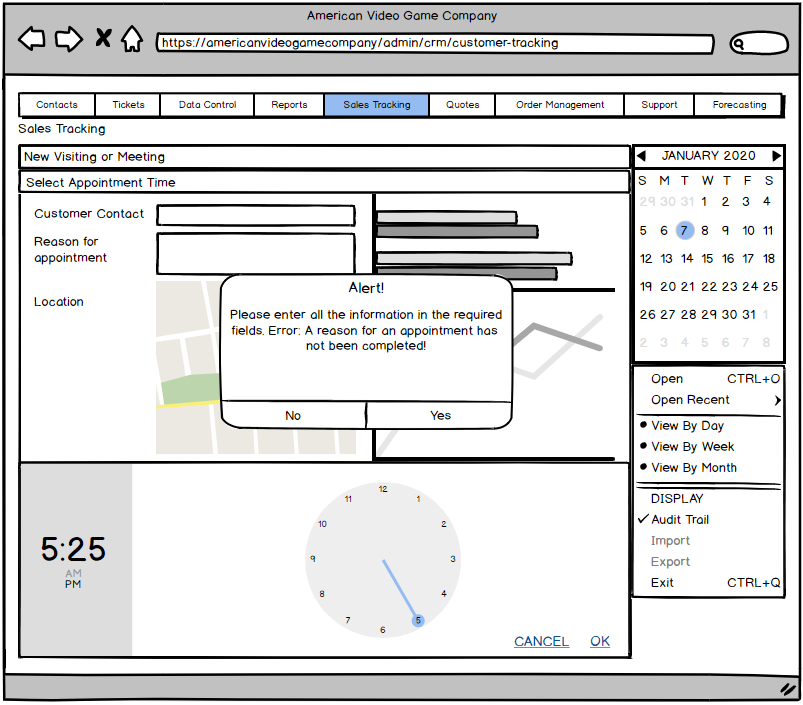 American Video Game Company
https://americanvideogamecompany/admin/crm/customer-tracking
Contacts Tickets Data Control Reports Sales Tracking Quotes Order Management Support Forecasting
Sales Tracking
New Visiting or Meeting
Select Appointment Time
Customer Contact
Reason for
appointment
Location
Alert!
Please enter all the information in the required
fields. Error: A reason for an appointment has
not been completed!
No Yes
JANUARY 2020
S M T W T F S
29 30 31 1 2 3 4
5 6 7 8 9 10 11
12 13 14 15 16 17 18
19 20 21 22 23 24 25
26 27 28 29 30 31 1
2 3 4 5 6 7 8
Open CTRL+O
Open Recent
View By Day
View By Week
View By Month
DISPLAY
Audit Trail
Import
Export
Exit CTRL+Q
5:25
AM
PM
12
11 1
10 2
9 3
8 4
7 5
6
CANCEL OK